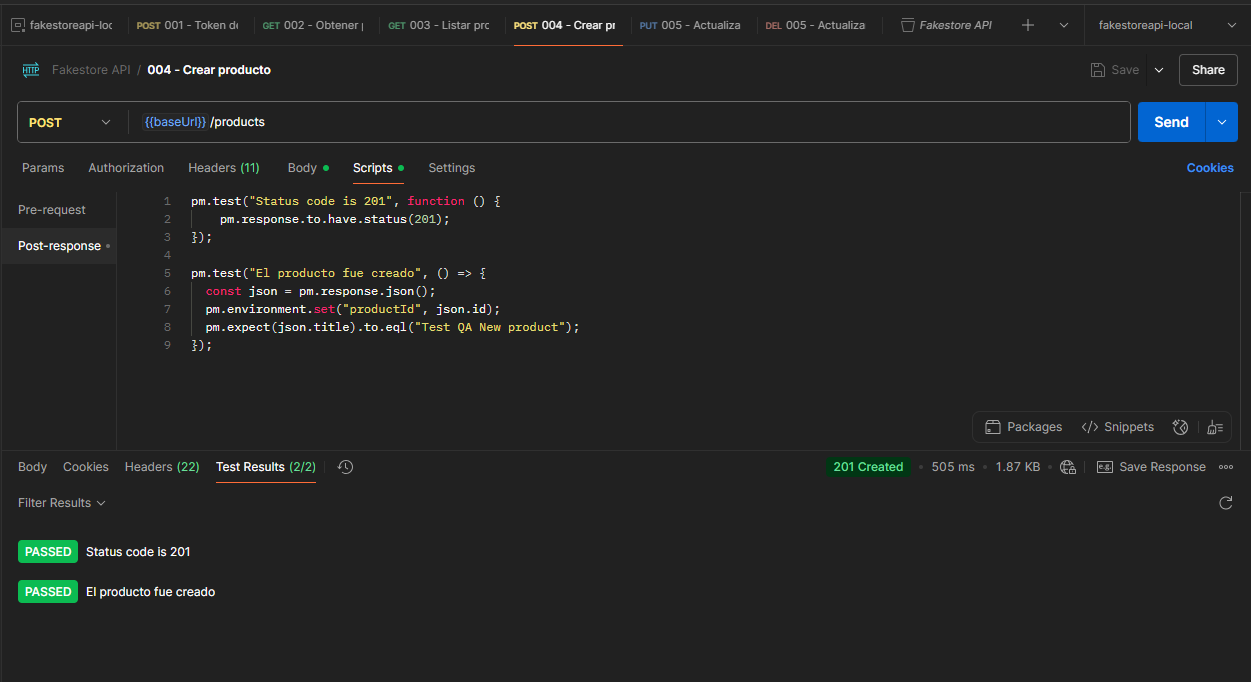 fakestoreapi-loc POST 001 - Token de GET 002 - Obtener GET 003 - Listar pro POST 004 - Crear pr PUT 005 - Actualiza DEL 005 - Actualiza Fakestore API fakestoreapi-local
HTTP Fakestore API / 004 - Crear producto Save Share
POST {{baseUrl}} /products Send
Params Authorization Headers (11) Body Scripts Settings Cookies
Pre-request
Post-response
1 pm.test("Status code is 201", function () {
2 pm.response.to.have.status(201);
3 });
4
5 pm.test("El producto fue creado", () => {
6 const json = pm.response.json();
7 pm.environment.set("productId", json.id);
8 pm.expect(json.title).to.eql("Test QA New product");
9 });
Packages </> Snippets
Body Cookies Headers (22) Test Results (2/2) 201 Created 505 ms 1.87 KB e.g. Save Response
Filter Results
PASSED Status code is 201
PASSED El producto fue creado